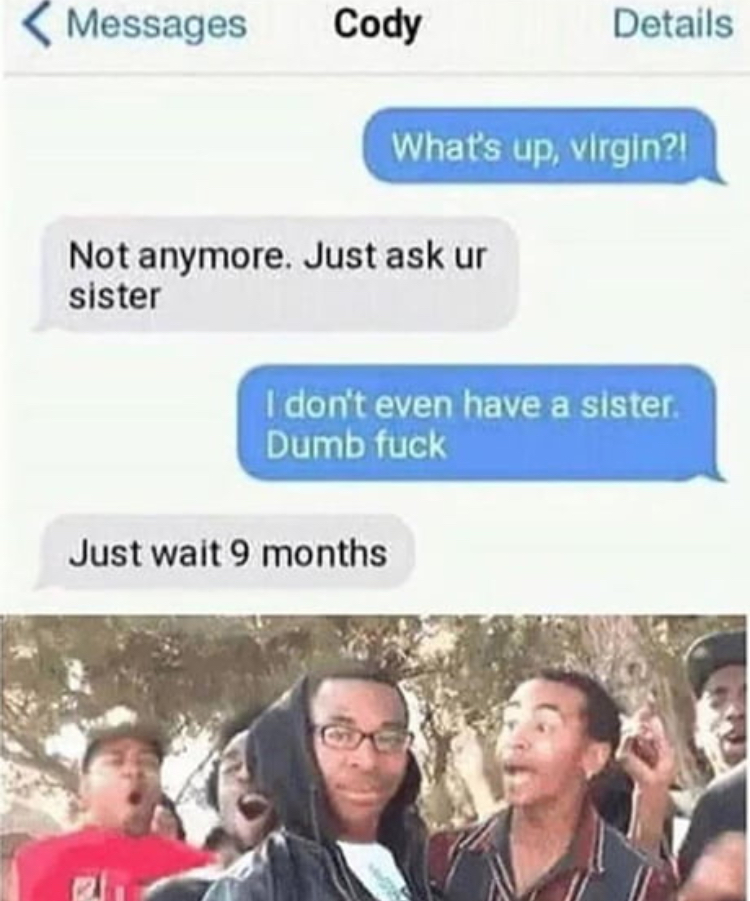 Messages Cody Details
What's up, virgin?!
Not anymore. Just ask ur
sister
I don't even have a sister.
Dumb fuck
Just wait 9 months